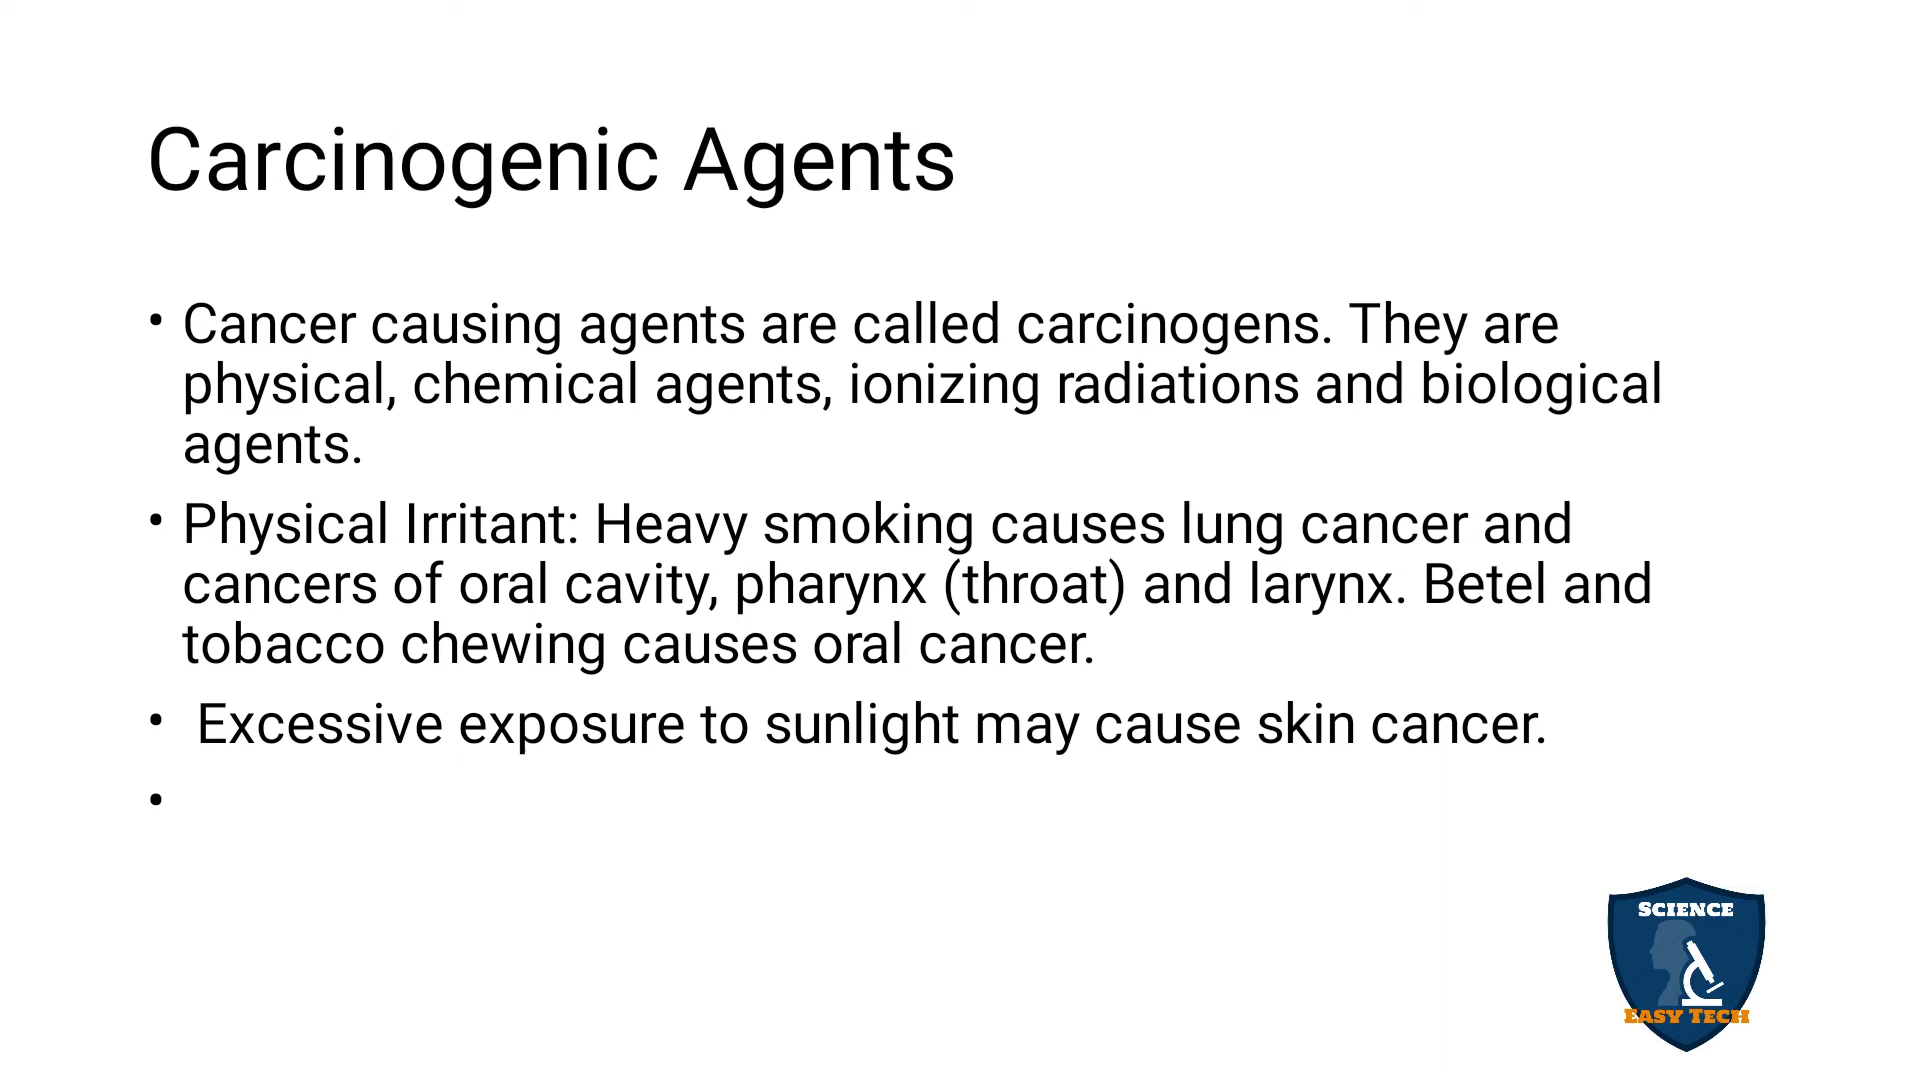 Carcinogenic Agents
• Cancer causing agents are called carcinogens. They are
physical, chemical agents, ionizing radiations and biological
agents.
• Physical Irritant: Heavy smoking causes lung cancer and
cancers of oral cavity, pharynx (throat) and larynx. Betel and
tobacco chewing causes oral cancer.
• Excessive exposure to sunlight may cause skin cancer.
•
SCIENCE
EASY TECH